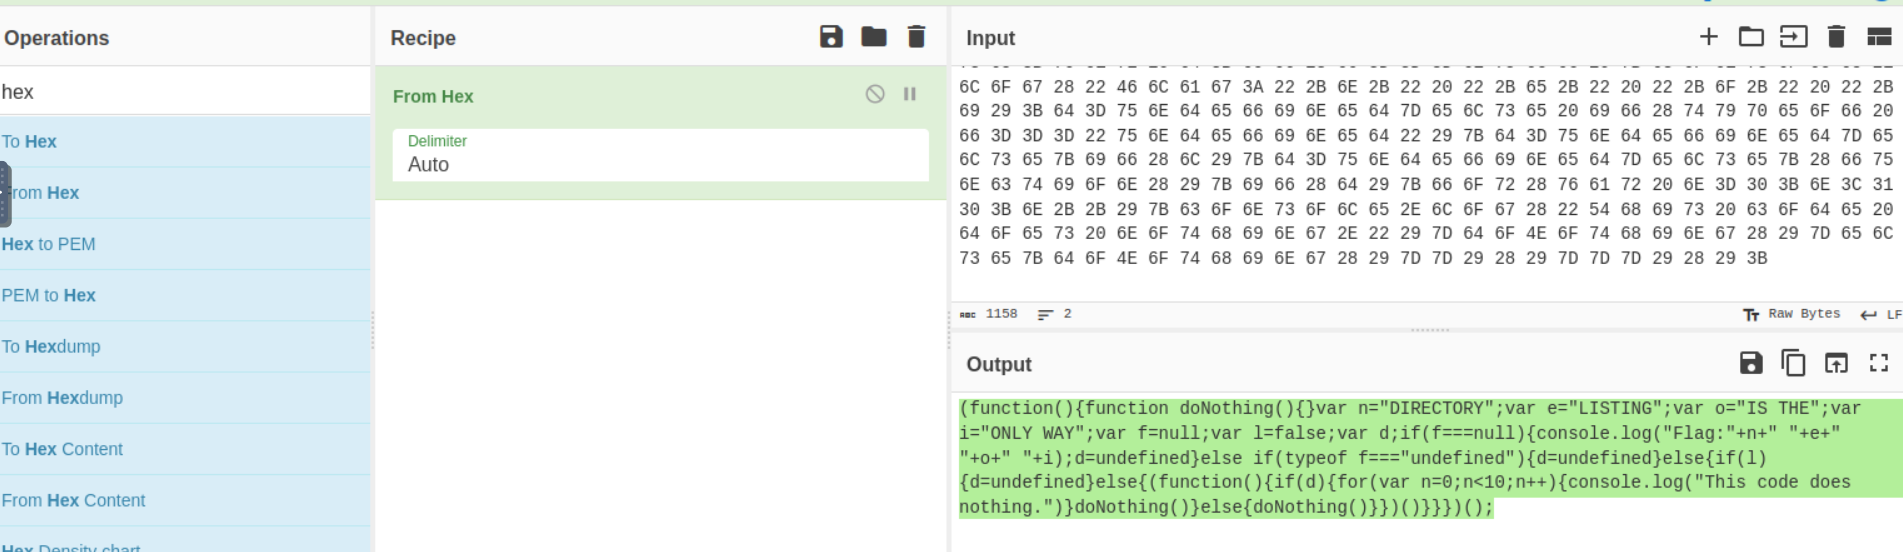 Operations
hex
To Hex
From Hex
Hex to PEM
PEM to Hex
To Hexdump
From Hexdump
To Hex Content
From Hex Content
Hex Density chart
Recipe
From Hex
Delimiter
Auto
Input
6C 6F 67 28 22 46 6C 61 67 3A 22 2B 6E 2B 22 20 22 2B 65 2B 22 20 22 2B 6F 2B 22 20 22 2B
69 29 3B 64 3D 75 6E 64 65 66 69 6E 65 64 7D 65 6C 73 65 20 69 66 28 74 79 70 65 6F 66 20
66 3D 3D 3D 22 75 6E 64 65 66 69 6E 65 64 22 29 7B 64 3D 75 6E 64 65 66 69 6E 65 64 7D 65
6C 73 65 7B 69 66 28 6C 29 7B 64 3D 75 6E 64 65 66 69 6E 65 64 7D 65 6C 73 65 7B 28 66 75
6E 63 74 69 6F 6E 28 29 7B 69 66 28 64 29 7B 66 6F 72 28 76 61 72 20 6E 3D 30 3B 6E 3C 31
30 3B 6E 2B 2B 29 7B 63 6F 6E 73 6F 6C 65 2E 6C 6F 67 28 22 54 68 69 73 20 63 6F 64 65 20
64 6F 65 73 20 6E 6F 74 68 69 6E 67 2E 22 29 7D 64 6F 4E 6F 74 68 69 6E 67 28 29 7D 65 6C
73 65 7B 64 6F 4E 6F 74 68 69 6E 67 28 29 7D 7D 29 28 29 7D 7D 7D 29 28 29 3B
ABC 1158 2
Tт Raw Bytes LF
Output
(function(){function doNothing(){}var n="DIRECTORY";var e="LISTING";var o="IS THE";var
i="ONLY WAY";var f=null;var l=false;var d;if(f===null){console.log("Flag:"+n+" "+e+"
"+o+" "+i);d=undefined}else if(typeof f==="undefined"){d=undefined}else{if(l)
{d=undefined}else{(function(){if(d){for(var n=0;n<10;n++){console.log("This code does
nothing.")}doNothing()}else{doNothing()}})()}}})();